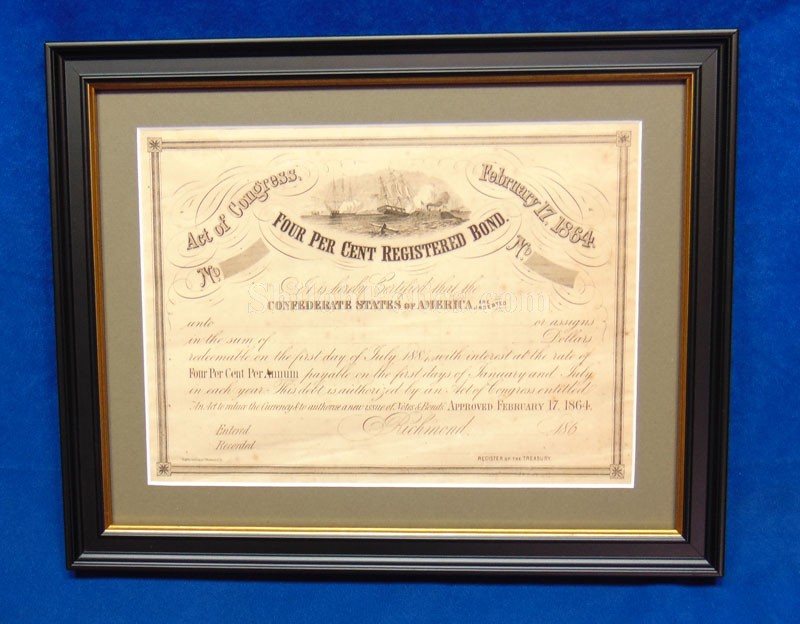 Act of Congress, February 17, 1864.
Four Per Cent Registered Bond.
No No
It is hereby Certified that the
Confederate States of America, are indebted
unto or assigns
in the sum of Dollars
redeemable on the first day of July 188 , with interest at the rate of
Four Per Cent Per Annum payable on the first days of January and July
in each year. This debt is authorized by an Act of Congress entitled
"An Act to reduce the Currency & to authorize a new issue of Notes & Bonds" Approved February 17, 1864.
Entered Richmond, 186
Recorded
REGISTER OF THE TREASURY.